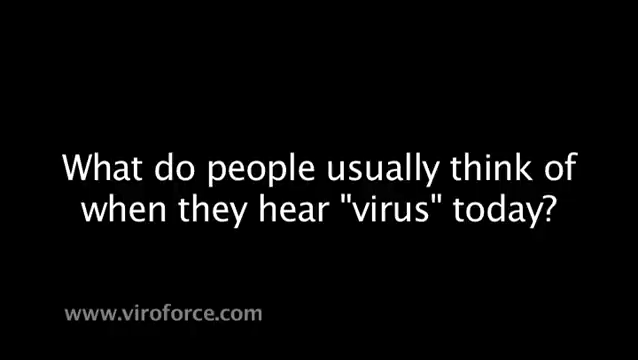 What do people usually think of
when they hear "virus" today?
www.viroforce.com